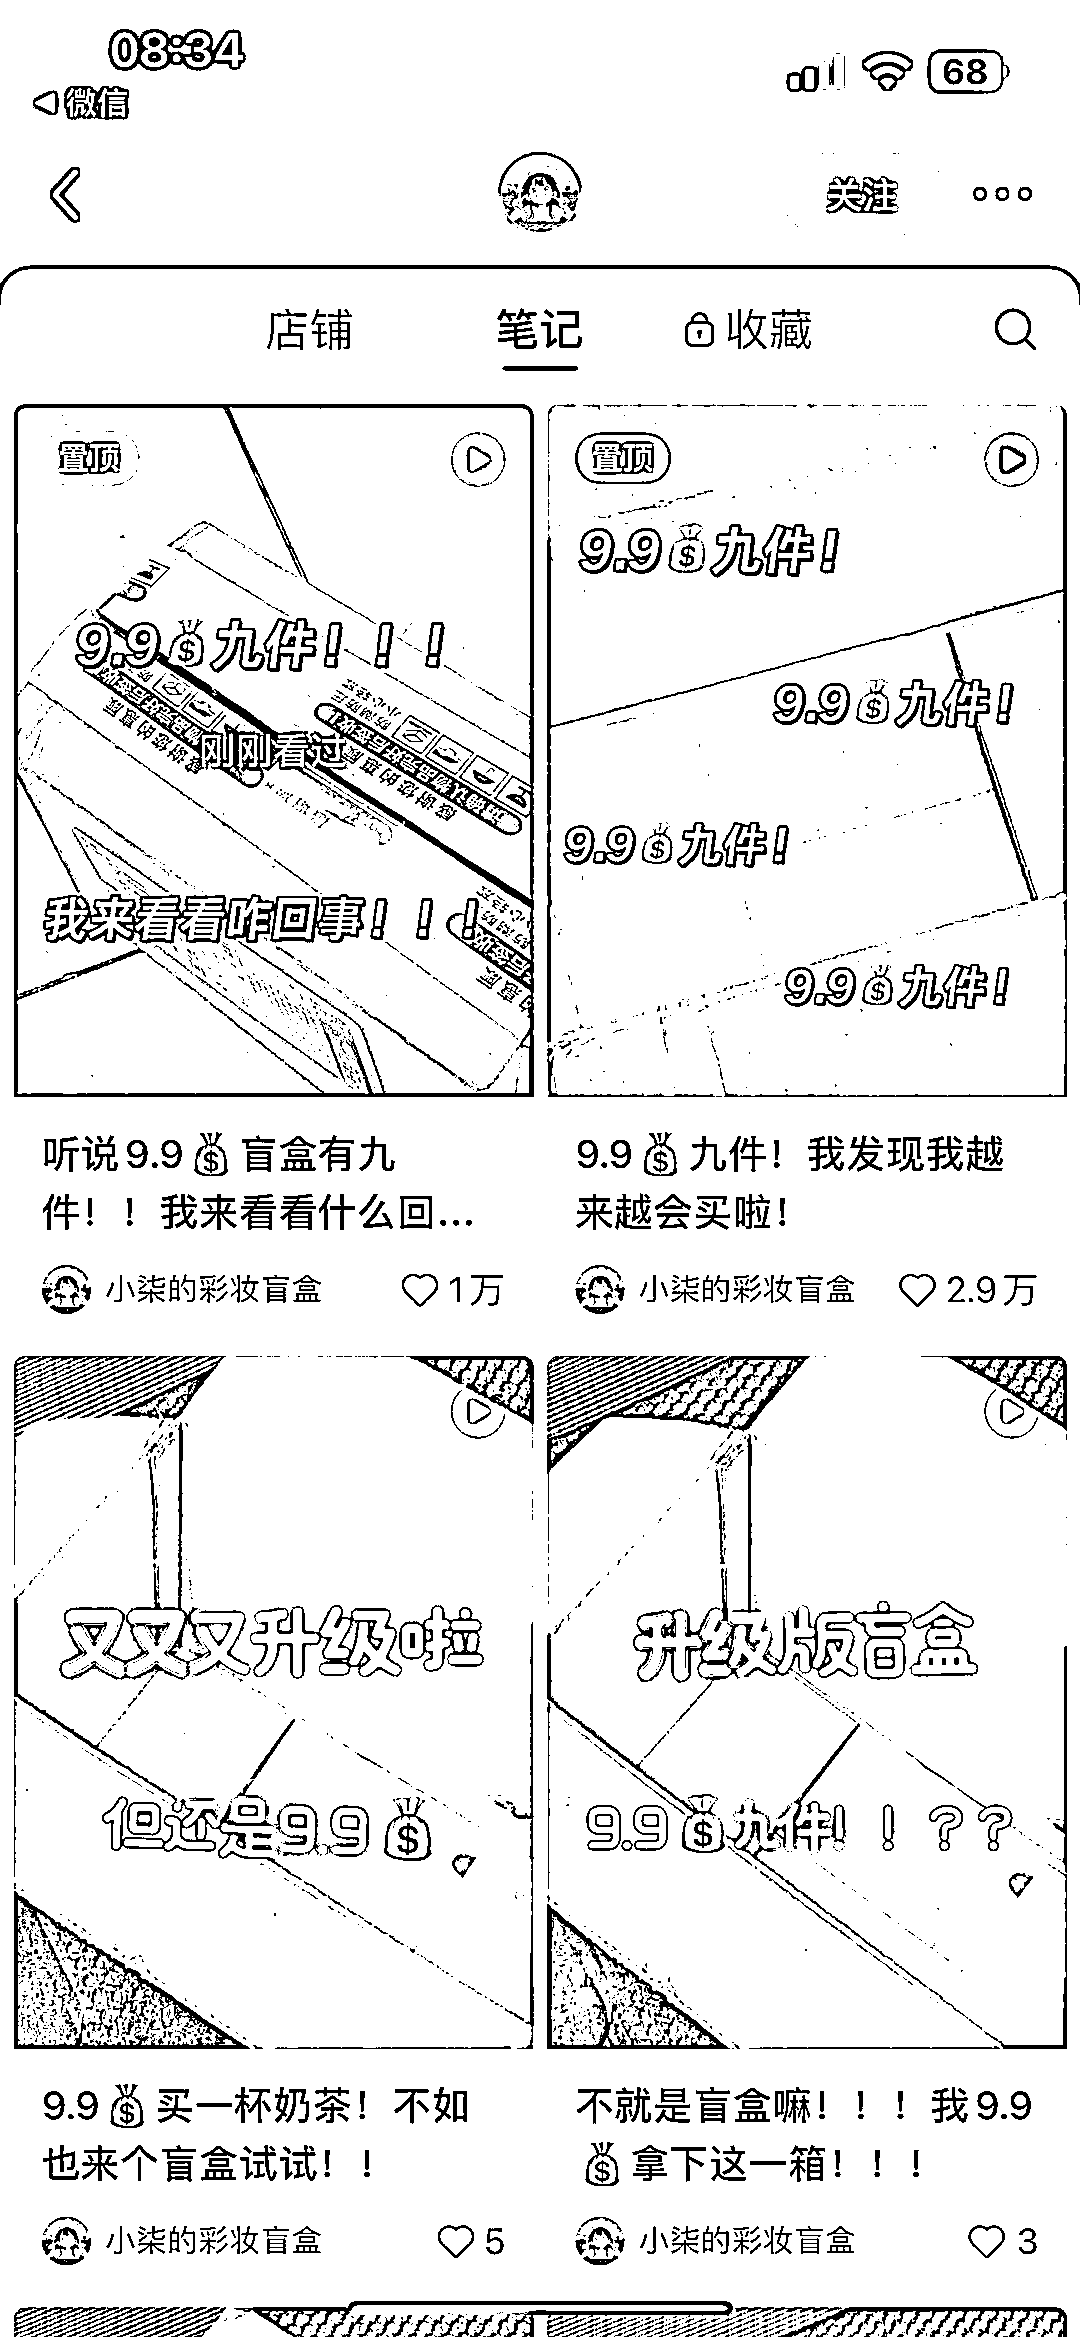 08:34
68
微信
关注
店铺
笔记
收藏
置顶
9.9💰九件！！！
刚刚看过
我来看看咋回事！！！
置顶
9.9💰九件！
9.9💰九件！
9.9💰九件！
9.9💰九件！
听说9.9💰盲盒有九
件！！我来看看什么回...
小柒的彩妆盲盒
1万
9.9💰九件！我发现我越
来越会买啦！
小柒的彩妆盲盒
2.9万
又又又升级啦
但还是9.9💰
升级版盲盒
9.9💰九件！！？？
9.9💰买一杯奶茶！不如
也来个盲盒试试！！
小柒的彩妆盲盒
5
不就是盲盒嘛！！！我9.9
💰拿下这一箱！！！
小柒的彩妆盲盒
3